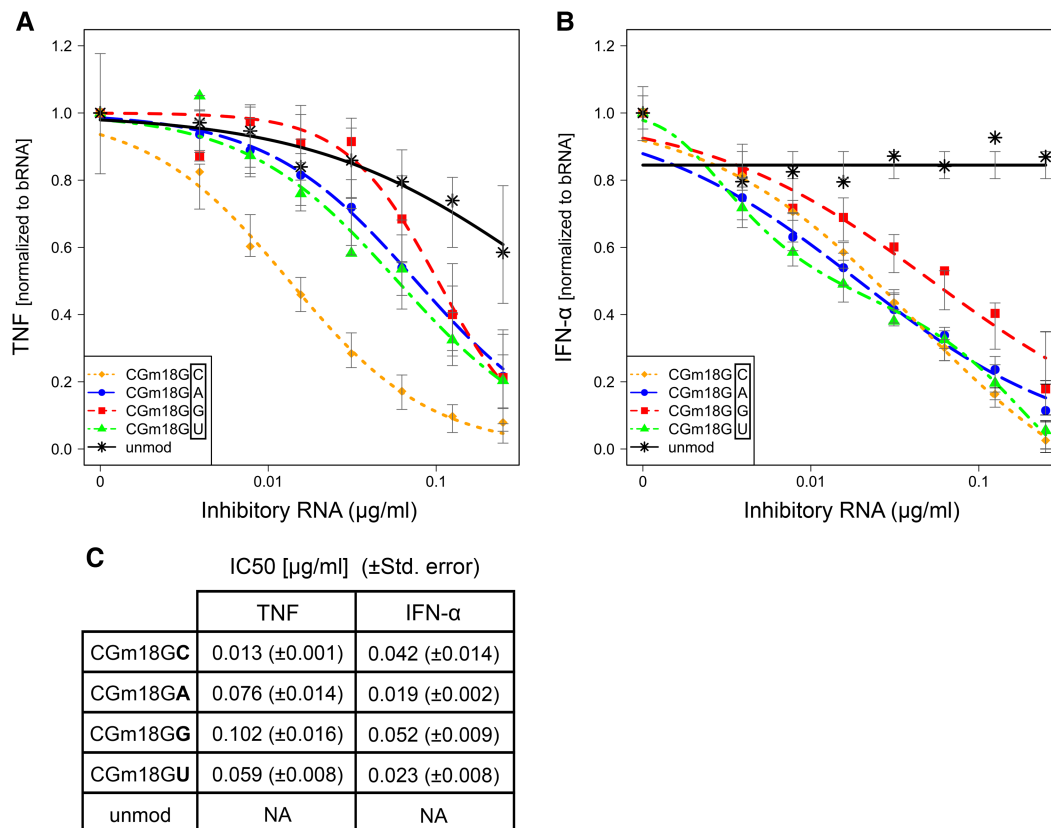 A
TNF [normalized to bRNA]
1.2
1.0
0.8
0.6
0.4
0.2
0.0
CGm18GC
CGm18GA
CGm18GG
CGm18GU
unmod
0
0.01
0.1
Inhibitory RNA (µg/ml)
B
IFN-α [normalized to bRNA]
1.2
1.0
0.8
0.6
0.4
0.2
0.0
CGm18GC
CGm18GA
CGm18GG
CGm18GU
unmod
0
0.01
0.1
Inhibitory RNA (µg/ml)
C
IC50 [µg/ml] (±Std. error)
TNF IFN-α
CGm18GC 0.013 (±0.001) 0.042 (±0.014)
CGm18GA 0.076 (±0.014) 0.019 (±0.002)
CGm18GG 0.102 (±0.016) 0.052 (±0.009)
CGm18GU 0.059 (±0.008) 0.023 (±0.008)
unmod NA NA